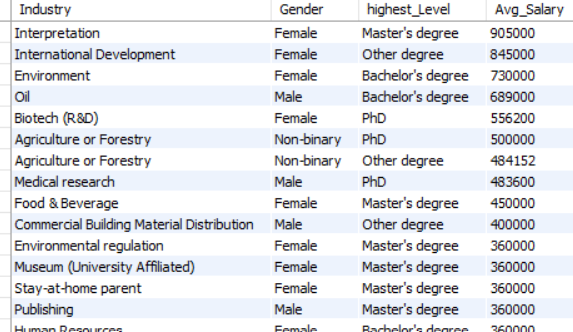 Industry Gender highest_Level Avg_Salary
Interpretation Female Master's degree 905000
International Development Female Other degree 845000
Environment Female Bachelor's degree 730000
Oil Male Bachelor's degree 689000
Biotech (R&D) Female PhD 556200
Agriculture or Forestry Non-binary PhD 500000
Agriculture or Forestry Non-binary Other degree 484152
Medical research Male PhD 483600
Food & Beverage Female Master's degree 450000
Commercial Building Material Distribution Male Other degree 400000
Environmental regulation Female Master's degree 360000
Museum (University Affiliated) Female Master's degree 360000
Stay-at-home parent Female Master's degree 360000
Publishing Male Master's degree 360000
Human Resources Female Bachelor's degree 360000